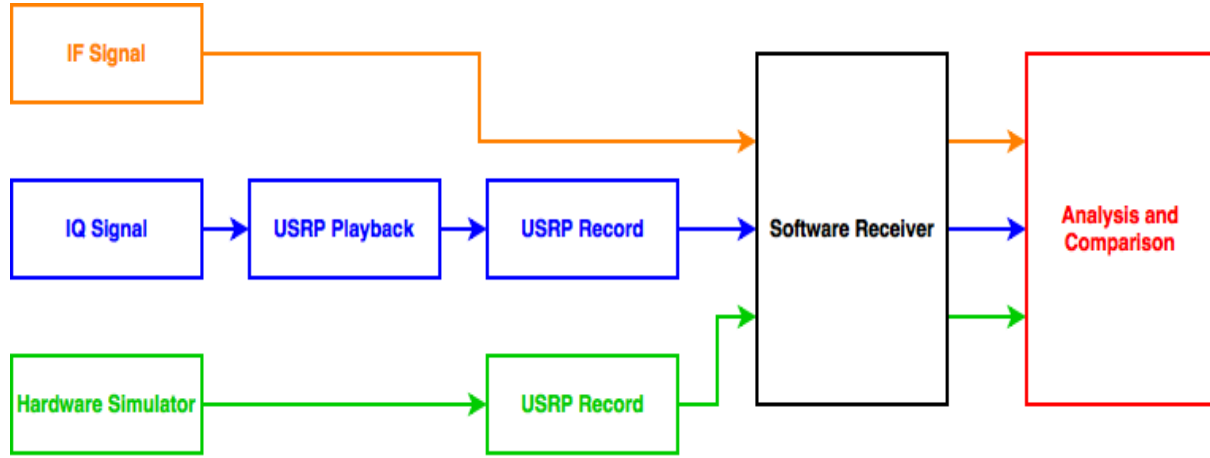 IF Signal
IQ Signal
USRP Playback
USRP Record
Software Receiver
Analysis and
Comparison
Hardware Simulator
USRP Record